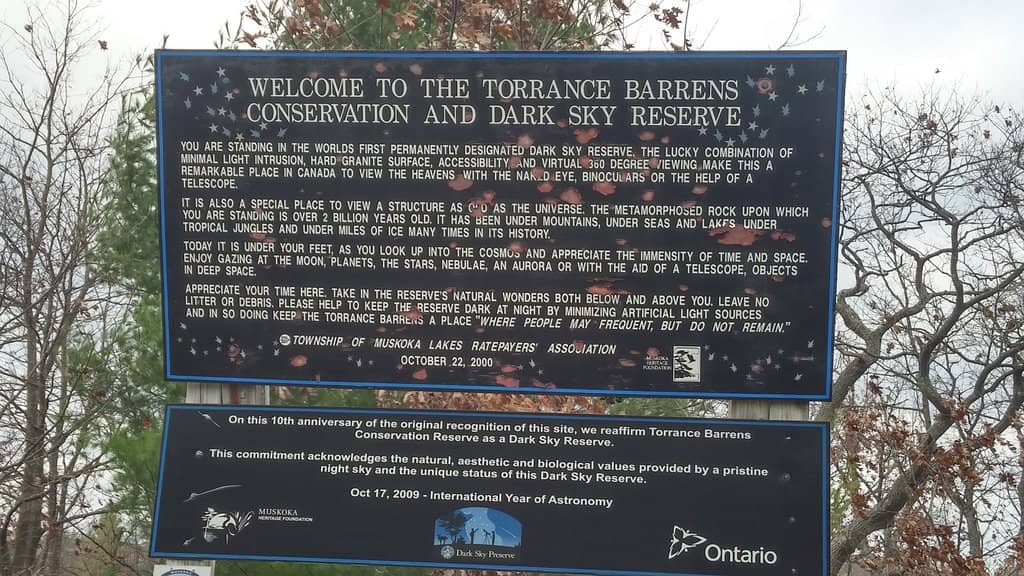 WELCOME TO THE TORRANCE BARRENS
CONSERVATION AND DARK SKY RESERVE
YOU ARE STANDING IN THE WORLDS FIRST PERMANENTLY DESIGNATED DARK SKY RESERVE. THE LUCKY COMBINATION OF
MINIMAL LIGHT INTRUSION, HARD GRANITE SURFACE, ACCESSIBILITY AND VIRTUAL 360 DEGREE VIEWING MAKE THIS A
REMARKABLE PLACE IN CANADA TO VIEW THE HEAVENS WITH THE NAKED EYE, BINOCULARS OR THE HELP OF A
TELESCOPE.
IT IS ALSO A SPECIAL PLACE TO VIEW A STRUCTURE AS OLD AS THE UNIVERSE. THE METAMORPHOSED ROCK UPON WHICH
YOU ARE STANDING IS OVER 2 BILLION YEARS OLD. IT HAS BEEN UNDER MOUNTAINS, UNDER SEAS AND LAKES UNDER
TROPICAL JUNGLES AND UNDER MILES OF ICE MANY TIMES IN ITS HISTORY.
TODAY IT IS UNDER YOUR FEET, AS YOU LOOK UP INTO THE COSMOS AND APPRECIATE THE IMMENSITY OF TIME AND SPACE.
ENJOY GAZING AT THE MOON, PLANETS, THE STARS, NEBULAE, AN AURORA OR WITH THE AID OF A TELESCOPE, OBJECTS
IN DEEP SPACE.
APPRECIATE YOUR TIME HERE. TAKE IN THE RESERVE'S NATURAL WONDERS BOTH BELOW AND ABOVE YOU. LEAVE NO
LITTER OR DEBRIS. PLEASE HELP TO KEEP THE RESERVE DARK AT NIGHT BY MINIMIZING ARTIFICIAL LIGHT SOURCES
AND IN SO DOING KEEP THE TORRANCE BARRENS A PLACE "WHERE PEOPLE MAY FREQUENT, BUT DO NOT REMAIN."
TOWNSHIP OF MUSKOKA LAKES RATEPAYERS' ASSOCIATION
OCTOBER 22, 2000
MUSKOKA
HERITAGE
FOUNDATION
On this 10th anniversary of the original recognition of this site, we reaffirm Torrance Barrens
Conservation Reserve as a Dark Sky Reserve.
This commitment acknowledges the natural, aesthetic and biological values provided by a pristine
night sky and the unique status of this Dark Sky Reserve.
Oct 17, 2009 - International Year of Astronomy
MUSKOKA
HERITAGE FOUNDATION
Dark Sky Preserve
Ontario